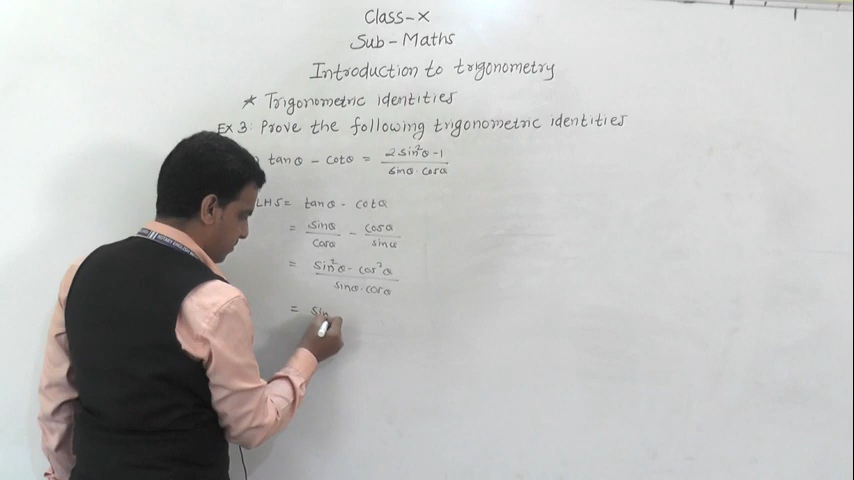 Class-X
Sub-Maths
Introduction to trigonometry
* Trigonometric identities
Ex 3: Prove the following trigonometric identities
tanθ - cotθ = 2sin²θ-1 / sinθ.cosθ
LHS = tanθ - cotθ
= sinθ/cosθ - cosθ/sinθ
= sin²θ - cos²θ / sinθ.cosθ
= sin